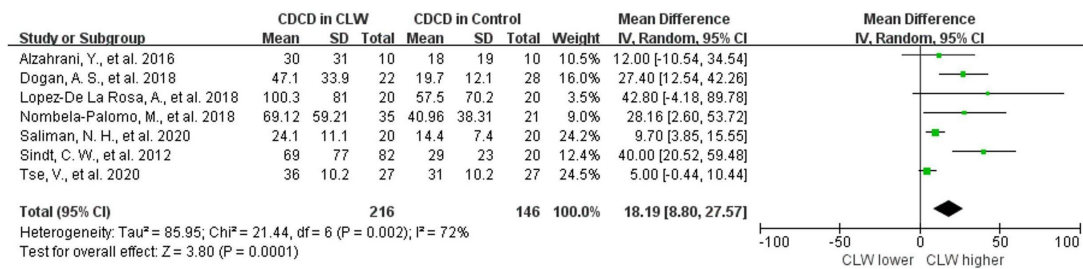 CDCD in CLW CDCD in Control Mean Difference Mean Difference
Study or Subgroup Mean SD Total Mean SD Total Weight IV, Random, 95% CI IV, Random, 95% CI
Alzahrani, Y., et al. 2016 30 31 10 18 19 10 10.5% 12.00 [-10.54, 34.54]
Dogan, A. S., et al. 2018 47.1 33.9 22 19.7 12.1 28 16.0% 27.40 [12.54, 42.26]
Lopez-De La Rosa, A., et al. 2018 100.3 81 20 57.5 70.2 20 3.5% 42.80 [-4.18, 89.78]
Nombela-Palomo, M., et al. 2018 69.12 59.21 35 40.96 38.31 21 9.0% 28.16 [2.60, 53.72]
Saliman, N. H., et al. 2020 24.1 11.1 20 14.4 7.4 20 24.2% 9.70 [3.85, 15.55]
Sindt, C. W., et al. 2012 69 77 82 29 23 20 12.4% 40.00 [20.52, 59.48]
Tse, V., et al. 2020 36 10.2 27 31 10.2 27 24.5% 5.00 [-0.44, 10.44]
Total (95% CI) 216 146 100.0% 18.19 [8.80, 27.57]
Heterogeneity: Tau² = 85.95; Chi² = 21.44, df = 6 (P = 0.002); I² = 72%
Test for overall effect: Z = 3.80 (P = 0.0001)
-100 -50 0 50 100
CLW lower CLW higher